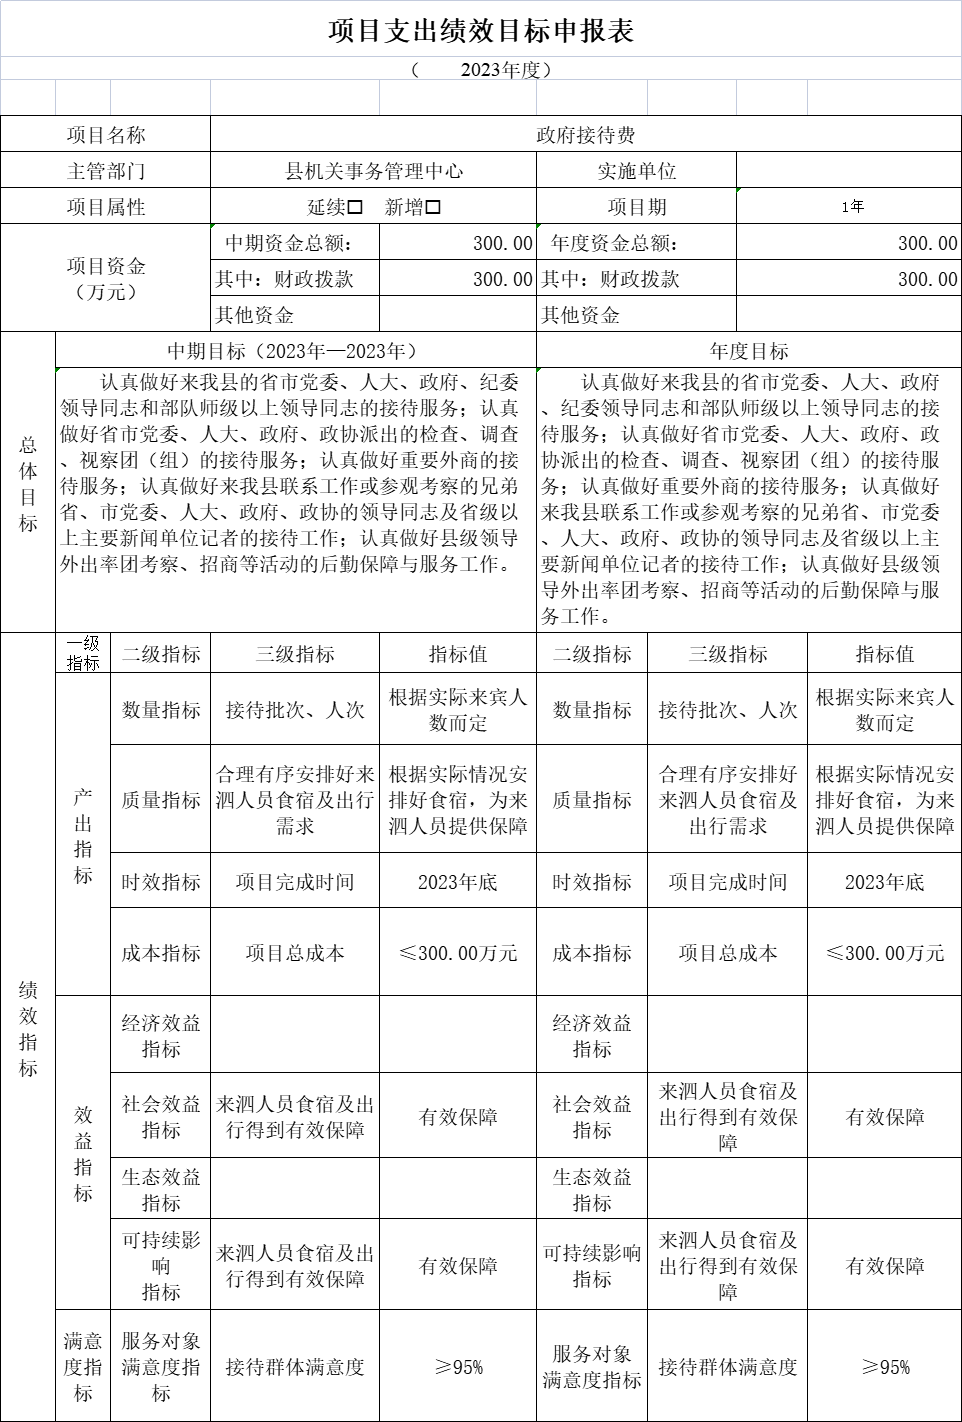 项目支出绩效目标申报表
（　　2023年度）
项目名称 政府接待费
主管部门 县机关事务管理中心 实施单位
项目属性 延续□ 新增□ 项目期 1年
项目资金
（万元）
中期资金总额： 300.00 年度资金总额： 300.00
其中：财政拨款 300.00 其中：财政拨款 300.00
其他资金 其他资金
总体目标
中期目标（2023年—2023年） 年度目标
认真做好来我县的省市党委、人大、政府、纪委
领导同志和部队师级以上领导同志的接待服务；认真
做好省市党委、人大、政府、政协派出的检查、调查
、视察团（组）的接待服务；认真做好重要外商的接
待服务；认真做好来我县联系工作或参观考察的兄弟
省、市党委、人大、政府、政协的领导同志及省级以
上主要新闻单位记者的接待工作；认真做好县级领导
外出率团考察、招商等活动的后勤保障与服务工作。
认真做好来我县的省市党委、人大、政府
、纪委领导同志和部队师级以上领导同志的接
待服务；认真做好省市党委、人大、政府、政
协派出的检查、调查、视察团（组）的接待服
务；认真做好重要外商的接待服务；认真做好
来我县联系工作或参观考察的兄弟省、市党委
、人大、政府、政协的领导同志及省级以上主
要新闻单位记者的接待工作；认真做好县级领
导外出率团考察、招商等活动的后勤保障与服
务工作。
绩效指标
一级
指标
二级指标 三级指标 指标值 二级指标 三级指标 指标值
产出指标
数量指标 接待批次、人次
根据实际来宾人
数而定
数量指标 接待批次、人次
根据实际来宾人
数而定
质量指标
合理有序安排好来
泗人员食宿及出行
需求
根据实际情况安
排好食宿，为来
泗人员提供保障
质量指标
合理有序安排好
来泗人员食宿及
出行需求
根据实际情况安
排好食宿，为来
泗人员提供保障
时效指标 项目完成时间 2023年底 时效指标 项目完成时间 2023年底
成本指标 项目总成本 ≤300.00万元 成本指标 项目总成本 ≤300.00万元
效益指标
经济效益
指标
经济效益
指标
社会效益
指标
来泗人员食宿及出
行得到有效保障
有效保障
社会效益
指标
来泗人员食宿及
出行得到有效保
障
有效保障
生态效益
指标
生态效益
指标
可持续影
响
指标
来泗人员食宿及出
行得到有效保障
有效保障
可持续影响
指标
来泗人员食宿及
出行得到有效保
障
有效保障
满意
度指
标
服务对象
满意度指
标
接待群体满意度 ≥95%
服务对象
满意度指标
接待群体满意度 ≥95%